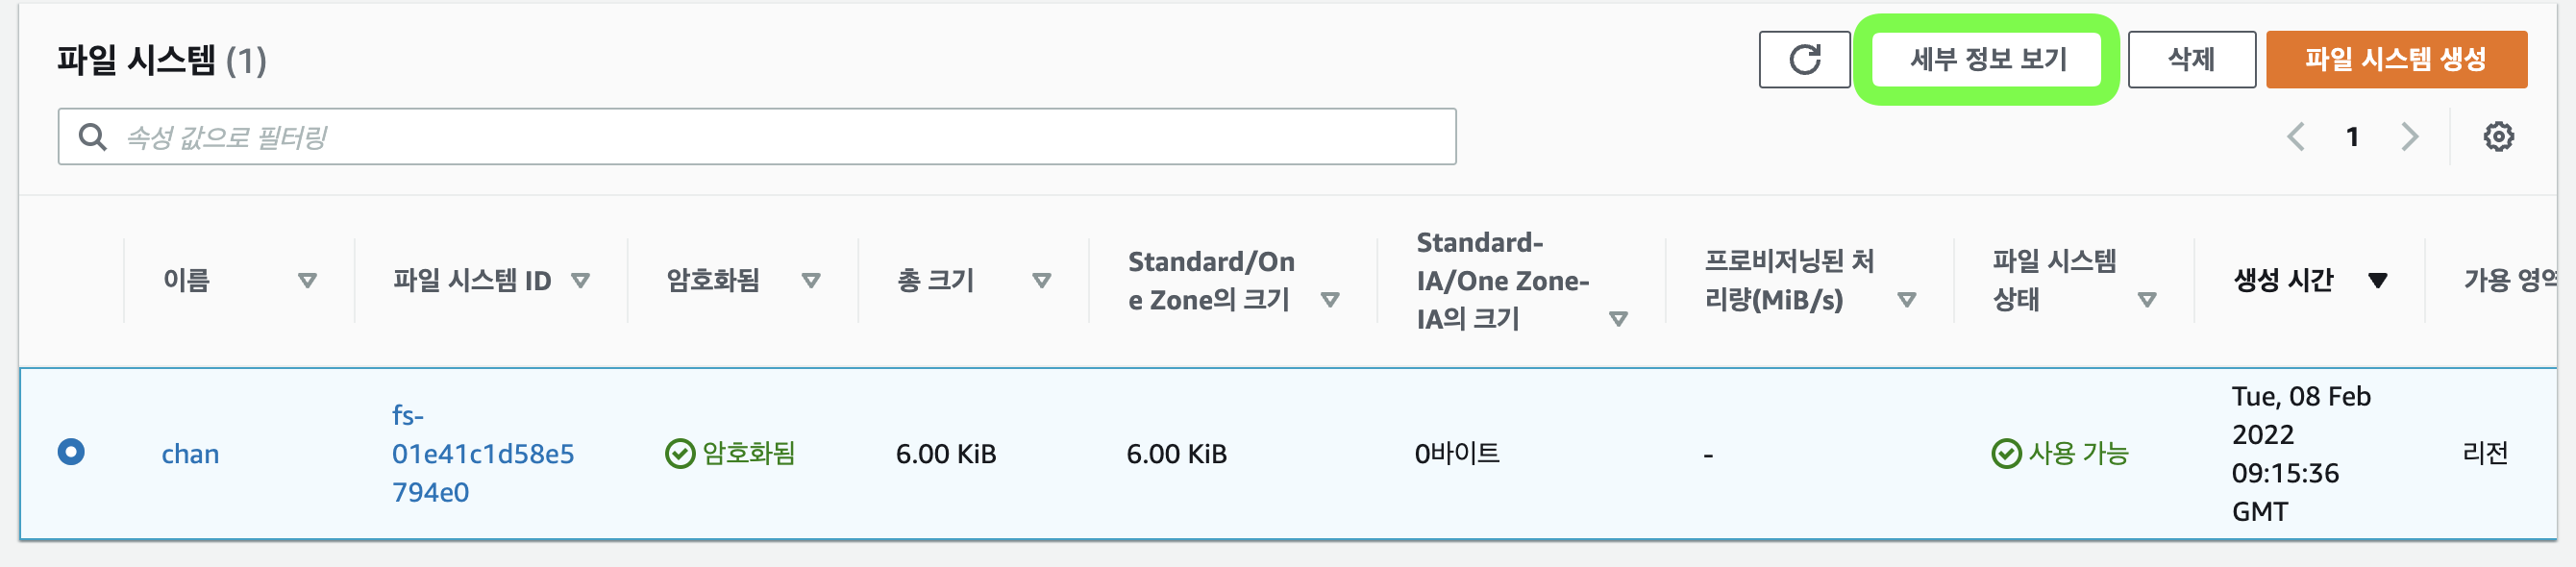 파일 시스템 (1)
세부 정보 보기
삭제
파일 시스템 생성
속성 값으로 필터링
1
이름
파일 시스템 ID
암호화됨
총 크기
Standard/On
e Zone의 크기
Standard-
IA/One Zone-
IA의 크기
프로비저닝된 처
리량(MiB/s)
파일 시스템
상태
생성 시간
가용 영역
chan
fs-
01e41c1d58e5
794e0
암호화됨
6.00 KiB
6.00 KiB
0바이트
-
사용 가능
Tue, 08 Feb
2022
09:15:36
GMT
리전